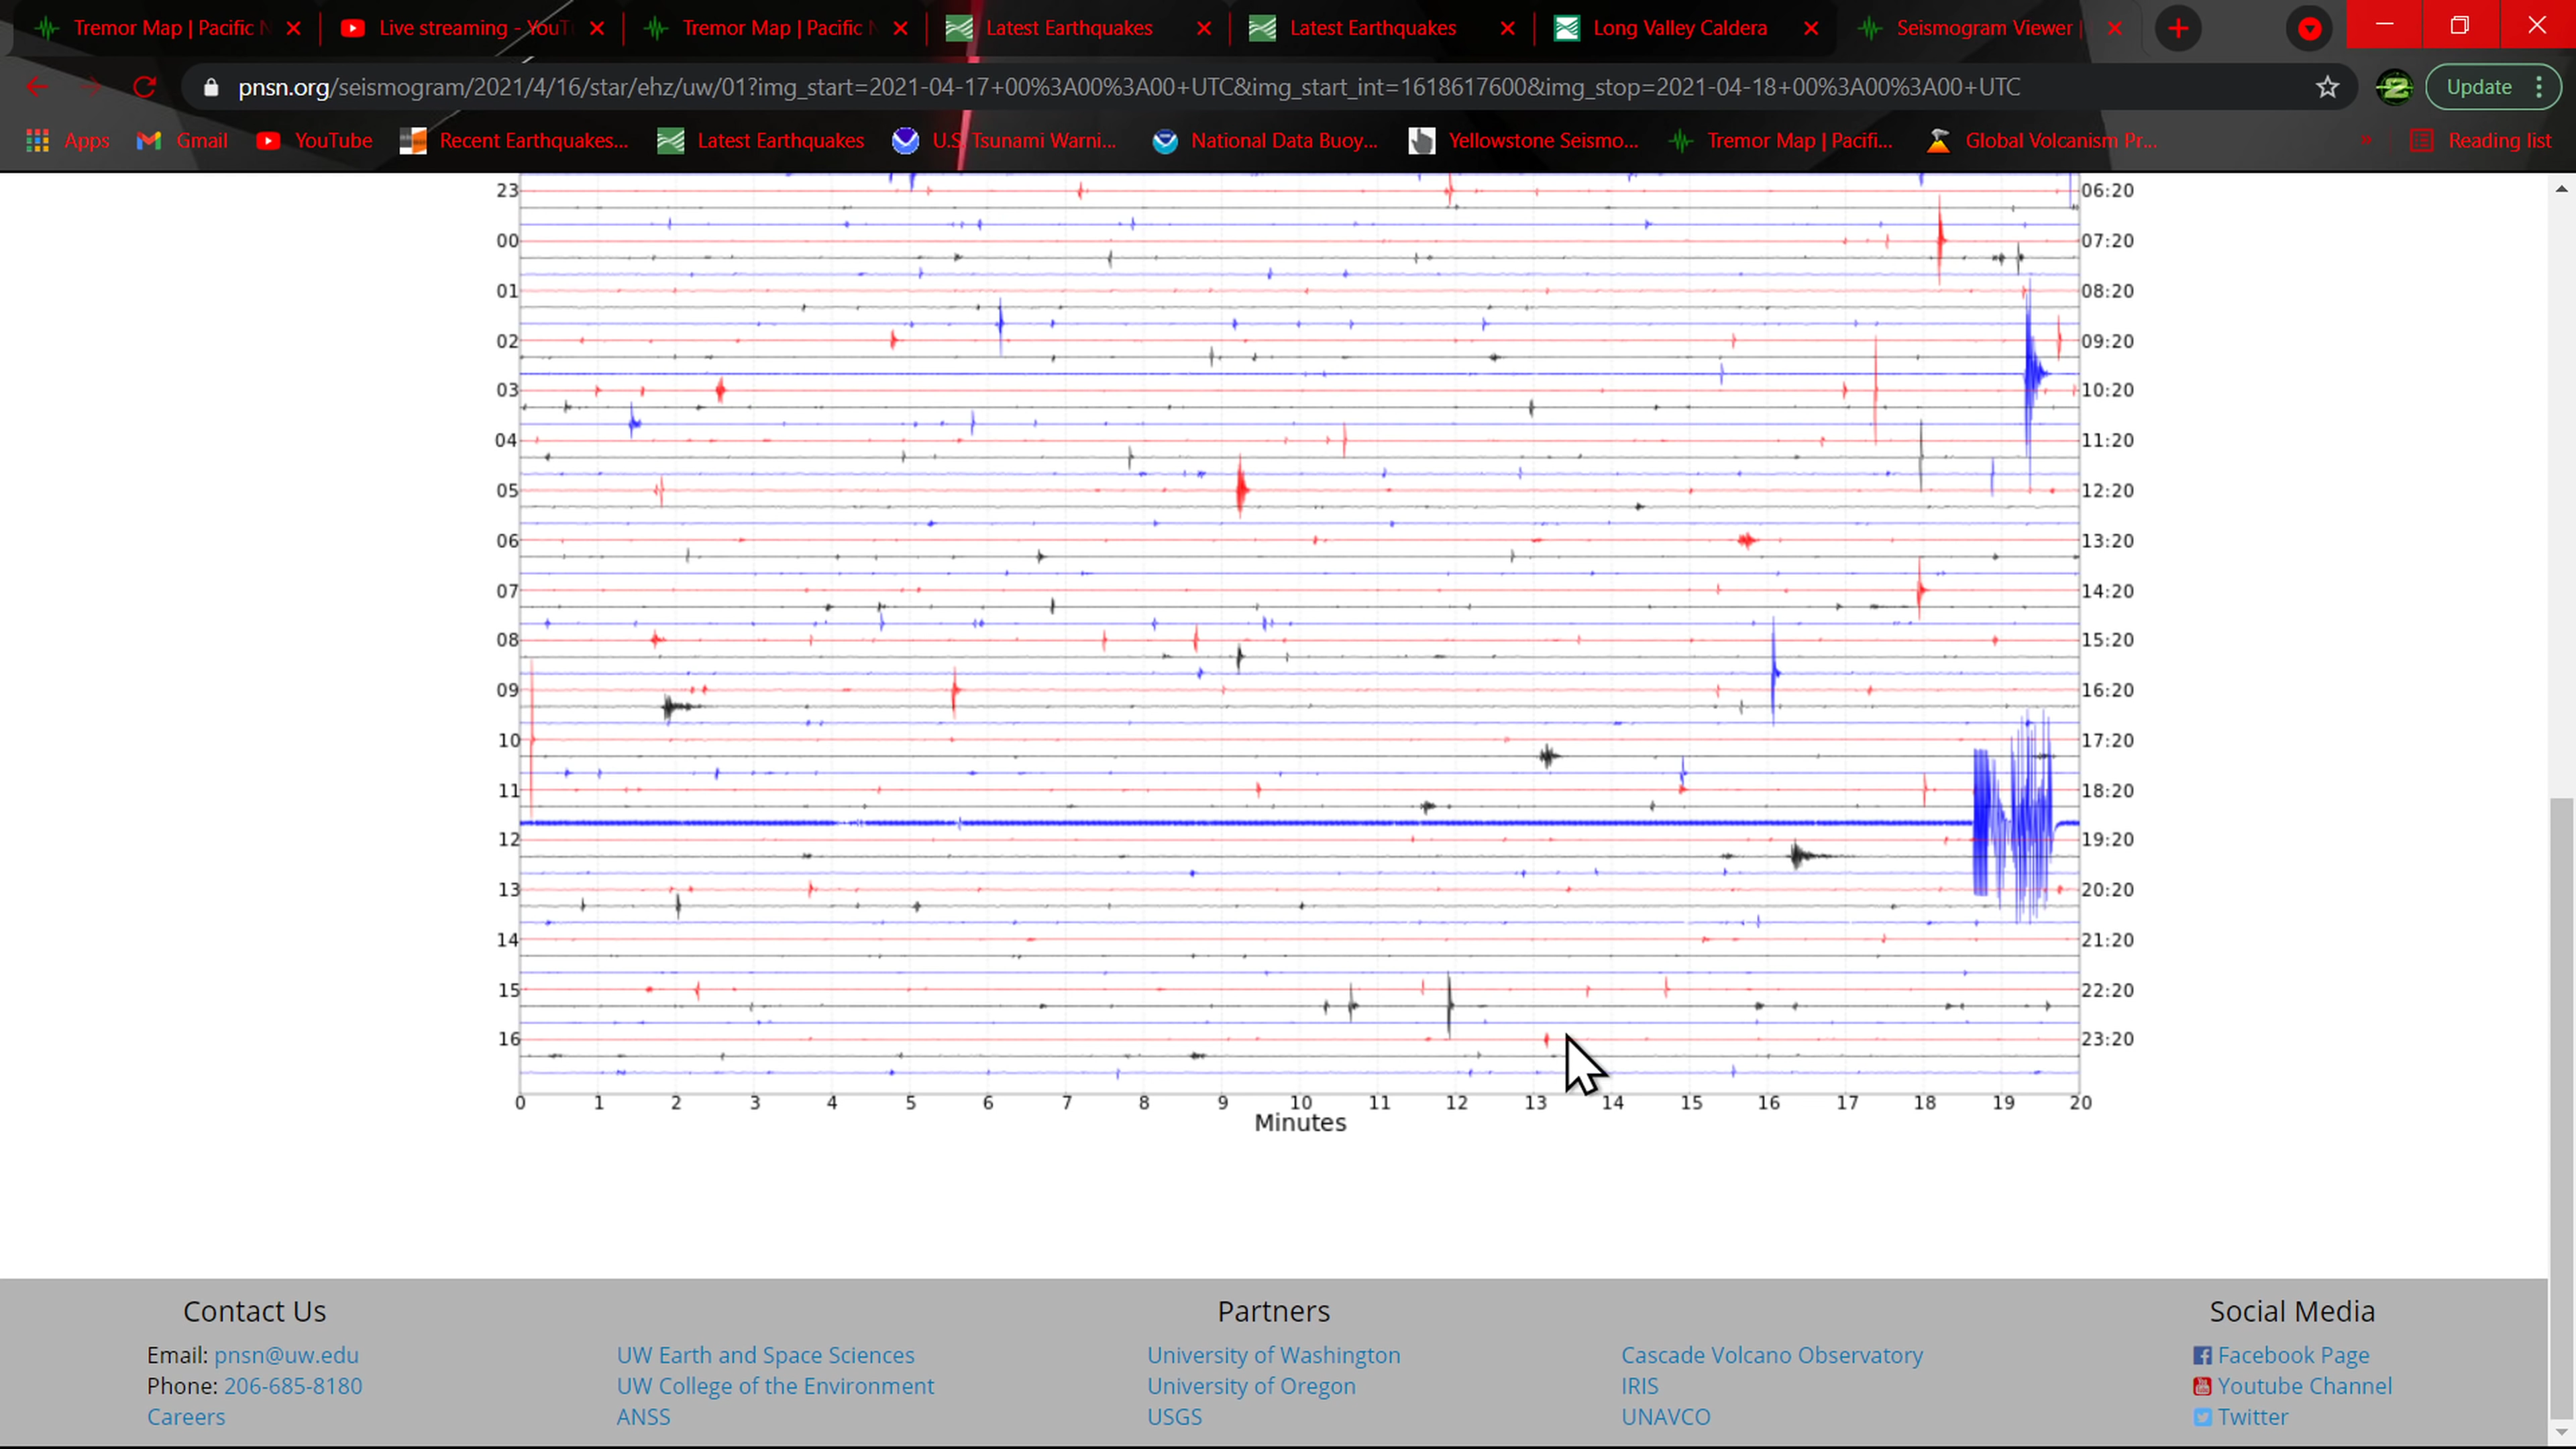 Tremor Map | Pacific N
Live streaming - YouT
Tremor Map | Pacific N
Latest Earthquakes
Latest Earthquakes
Long Valley Caldera
Seismogram Viewer |
pnsn.org/seismogram/2021/4/16/star/ehz/uw/01?img_start=2021-04-17+00%3A00%3A00+UTC&img_start_int=1618617600&img_stop=2021-04-18+00%3A00%3A00+UTC
Update
Apps
Gmail
YouTube
Recent Earthquakes...
Latest Earthquakes
U.S. Tsunami Warni...
National Data Buoy...
Yellowstone Seismo...
Tremor Map | Pacifi...
Global Volcanism Pr...
»
Reading list
23 06:20
00 07:20
01 08:20
02 09:20
03 10:20
04 11:20
05 12:20
06 13:20
07 14:20
08 15:20
09 16:20
10 17:20
11 18:20
12 19:20
13 20:20
14 21:20
15 22:20
16 23:20
0 1 2 3 4 5 6 7 8 9 10 11 12 13 14 15 16 17 18 19 20
Minutes
Contact Us
Email: pnsn@uw.edu
Phone: 206-685-8180
Careers
UW Earth and Space Sciences
UW College of the Environment
ANSS
Partners
University of Washington
University of Oregon
USGS
Cascade Volcano Observatory
IRIS
UNAVCO
Social Media
Facebook Page
Youtube Channel
Twitter